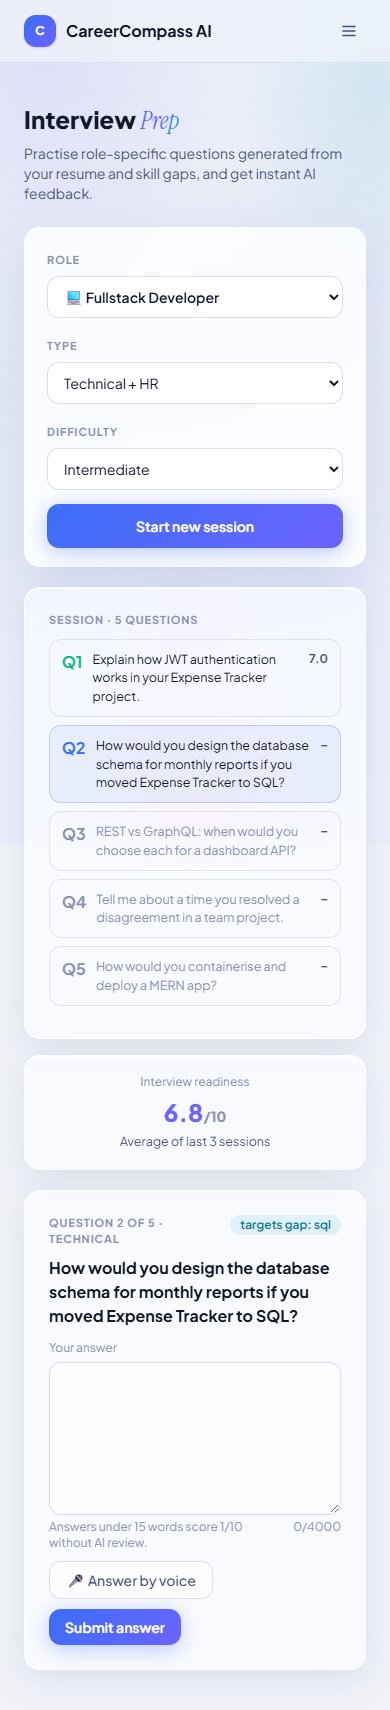 C CareerCompass AI
Interview Prep
Practise role-specific questions generated from
your resume and skill gaps, and get instant AI
feedback.
ROLE
Fullstack Developer
TYPE
Technical + HR
DIFFICULTY
Intermediate
Start new session
SESSION · 5 QUESTIONS
Q1 Explain how JWT authentication 7.0
works in your Expense Tracker
project.
Q2 How would you design the database –
schema for monthly reports if you
moved Expense Tracker to SQL?
Q3 REST vs GraphQL: when would you –
choose each for a dashboard API?
Q4 Tell me about a time you resolved a –
disagreement in a team project.
Q5 How would you containerise and –
deploy a MERN app?
Interview readiness
6.8/10
Average of last 3 sessions
QUESTION 2 OF 5 · targets gap: sql
TECHNICAL
How would you design the database
schema for monthly reports if you
moved Expense Tracker to SQL?
Your answer
Answers under 15 words score 1/10 0/4000
without AI review.
Answer by voice
Submit answer